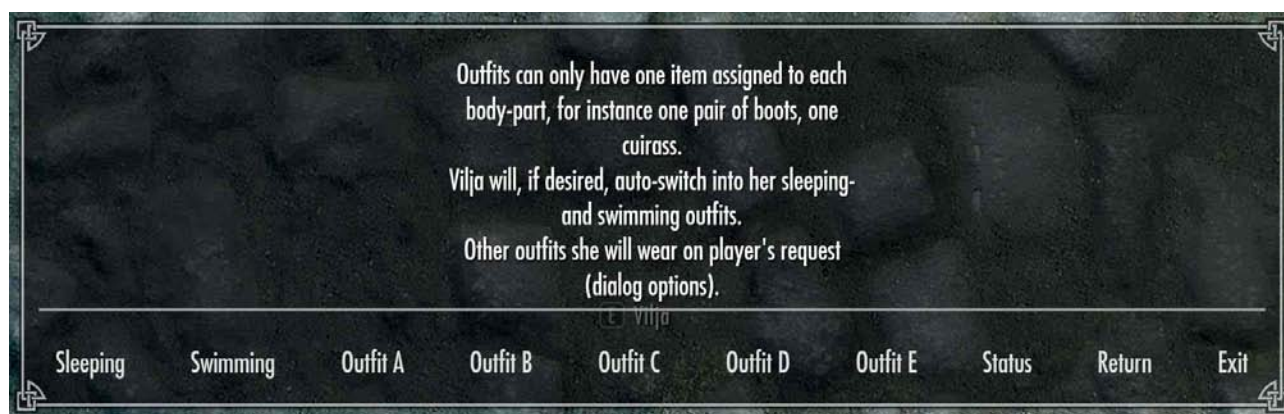 Outfits can only have one item assigned to each
body-part, for instance one pair of boots, one
cuirass.
Vilja will, if desired, auto-switch into her sleeping-
and swimming outfits.
Other outfits she will wear on player's request
(dialog options).
E Vilja
Sleeping Swimming Outfit A Outfit B Outfit C Outfit D Outfit E Status Return Exit